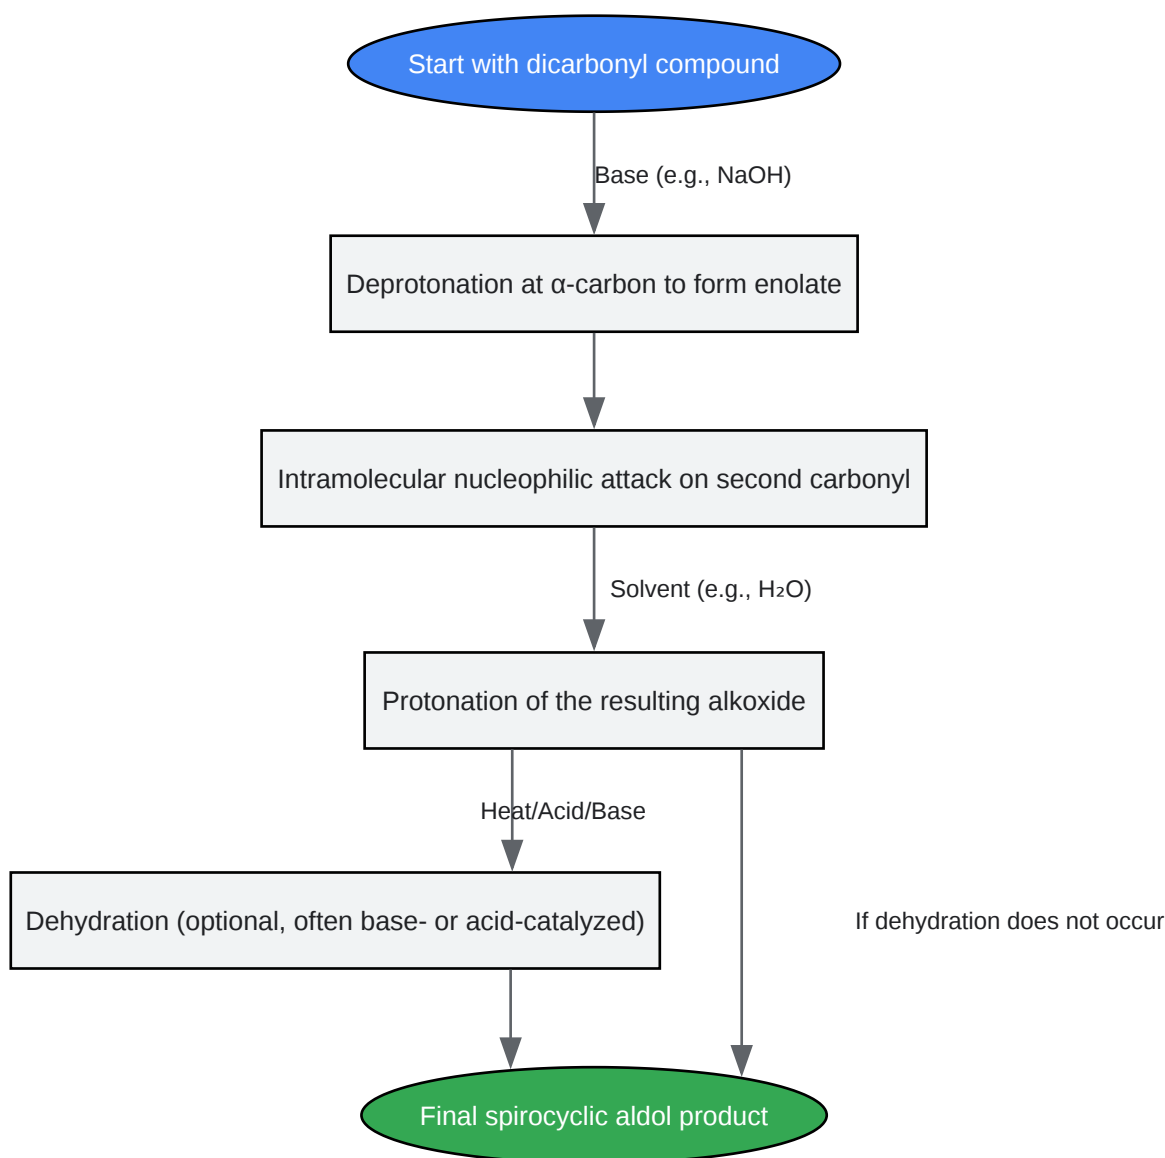 Start with dicarbonyl compound
Base (e.g., NaOH)
Deprotonation at α-carbon to form enolate
Intramolecular nucleophilic attack on second carbonyl
Solvent (e.g., H₂O)
Protonation of the resulting alkoxide
Heat/Acid/Base
Dehydration (optional, often base- or acid-catalyzed)
If dehydration does not occur
Final spirocyclic aldol product